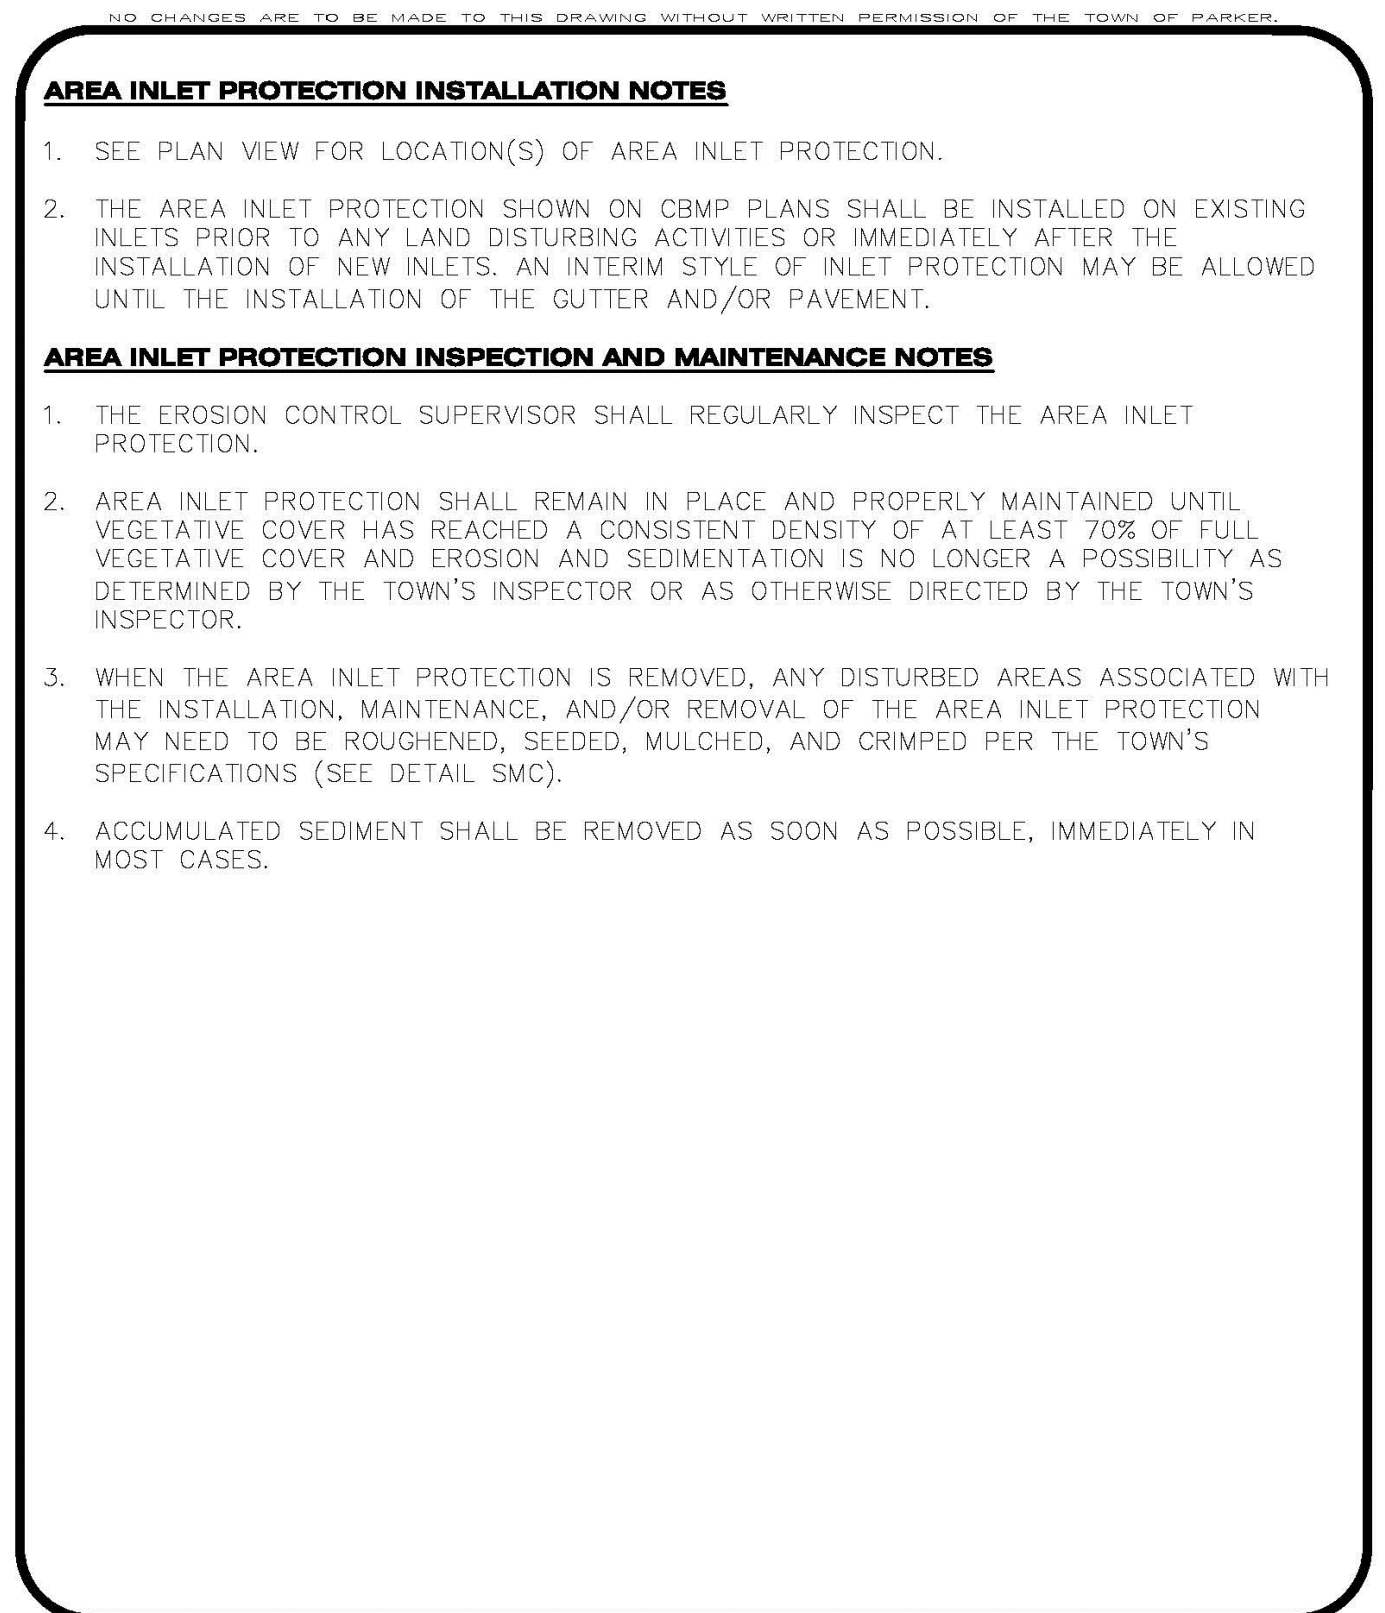 NO CHANGES ARE TO BE MADE TO THIS DRAWING WITHOUT WRITTEN PERMISSION OF THE TOWN OF PARKER.
AREA INLET PROTECTION INSTALLATION NOTES
1. SEE PLAN VIEW FOR LOCATION(S) OF AREA INLET PROTECTION.
2. THE AREA INLET PROTECTION SHOWN ON CBMP PLANS SHALL BE INSTALLED ON EXISTING
INLETS PRIOR TO ANY LAND DISTURBING ACTIVITIES OR IMMEDIATELY AFTER THE
INSTALLATION OF NEW INLETS. AN INTERIM STYLE OF INLET PROTECTION MAY BE ALLOWED
UNTIL THE INSTALLATION OF THE GUTTER AND/OR PAVEMENT.
AREA INLET PROTECTION INSPECTION AND MAINTENANCE NOTES
1. THE EROSION CONTROL SUPERVISOR SHALL REGULARLY INSPECT THE AREA INLET
PROTECTION.
2. AREA INLET PROTECTION SHALL REMAIN IN PLACE AND PROPERLY MAINTAINED UNTIL
VEGETATIVE COVER HAS REACHED A CONSISTENT DENSITY OF AT LEAST 70% OF FULL
VEGETATIVE COVER AND EROSION AND SEDIMENTATION IS NO LONGER A POSSIBILITY AS
DETERMINED BY THE TOWN'S INSPECTOR OR AS OTHERWISE DIRECTED BY THE TOWN'S
INSPECTOR.
3. WHEN THE AREA INLET PROTECTION IS REMOVED, ANY DISTURBED AREAS ASSOCIATED WITH
THE INSTALLATION, MAINTENANCE, AND/OR REMOVAL OF THE AREA INLET PROTECTION
MAY NEED TO BE ROUGHENED, SEEDED, MULCHED, AND CRIMPED PER THE TOWN'S
SPECIFICATIONS (SEE DETAIL SMC).
4. ACCUMULATED SEDIMENT SHALL BE REMOVED AS SOON AS POSSIBLE, IMMEDIATELY IN
MOST CASES.